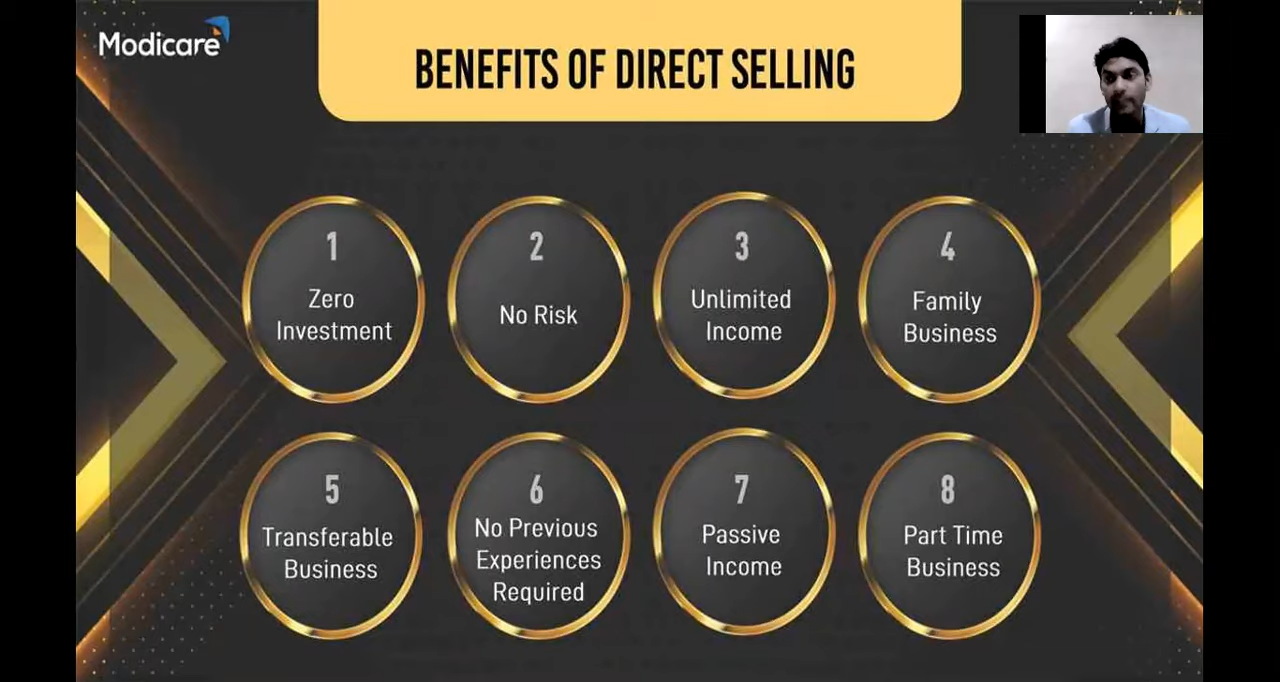 Modicare
BENEFITS OF DIRECT SELLING
1
Zero
Investment
2
No Risk
3
Unlimited
Income
4
Family
Business
5
Transferable
Business
6
No Previous
Experiences
Required
7
Passive
Income
8
Part Time
Business